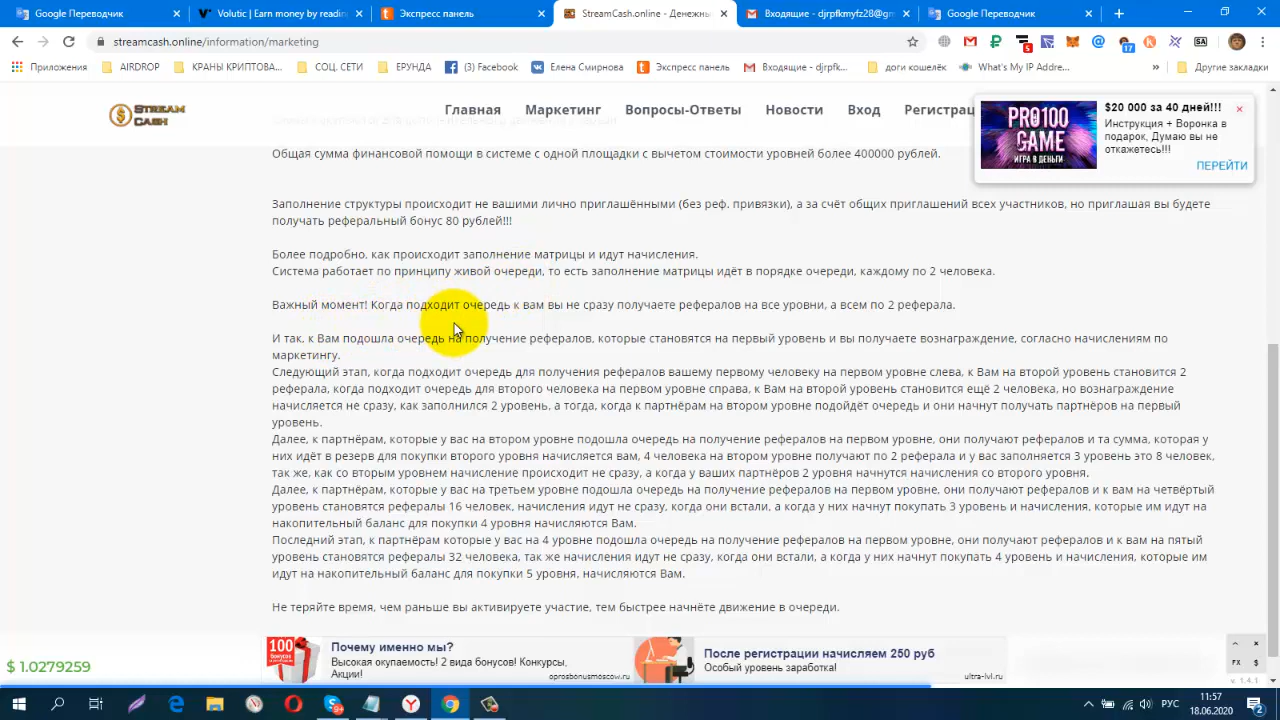 Google Переводчик
Volutic | Earn money by reading
Экспресс панель
StreamCash.online - Денежны
Входящие - djrpfkmyfz28@gm
Google Переводчик
streamcash.online/information/marketing
5
17
Приложения
AIRDROP
КРАНЫ КРИПТОВА...
СОЦ. СЕТИ
ЕРУНДА
(3) Facebook
Елена Смирнова
Экспресс панель
Входящие - djrpfk...
доги кошелёк
What's My IP Addre...
»
Другие закладки
STREAM
CASH
Главная
Маркетинг
Вопросы-Ответы
Новости
Вход
Регистрац
PRO100
GAME
ИГРА В ДЕНЬГИ
$20 000 за 40 дней!!!
Инструкция + Воронка в
подарок, Думаю вы не
откажетесь!!!
ПЕРЕЙТИ
Общая сумма финансовой помощи в системе с одной площадки с вычетом стоимости уровней более 400000 рублей.
Заполнение структуры происходит не вашими лично приглашёнными (без реф. привязки), а за счёт общих приглашений всех участников, но приглашая вы будете
получать реферальный бонус 80 рублей!!!
Более подробно, как происходит заполнение матрицы и идут начисления.
Система работает по принципу живой очереди, то есть заполнение матрицы идёт в порядке очереди, каждому по 2 человека.
Важный момент! Когда подходит очередь к вам вы не сразу получаете рефералов на все уровни, а всем по 2 реферала.
И так, к Вам подошла очередь на получение рефералов, которые становятся на первый уровень и вы получаете вознаграждение, согласно начислениям по
маркетингу.
Следующий этап, когда подходит очередь для получения рефералов вашему первому человеку на первом уровне слева, к Вам на второй уровень становится 2
реферала, когда подходит очередь для второго человека на первом уровне справа, к Вам на второй уровень становится ещё 2 человека, но вознаграждение
начисляется не сразу, как заполнился 2 уровень, а тогда, когда к партнёрам на втором уровне подойдёт очередь и они начнут получать партнёров на первый
уровень.
Далее, к партнёрам, которые у вас на втором уровне подошла очередь на получение рефералов на первом уровне, они получают рефералов и та сумма, которая у
них идёт в резерв для покупки второго уровня начисляется вам, 4 человека на втором уровне получают по 2 реферала и у вас заполняется 3 уровень это 8 человек,
так же, как со вторым уровнем начисление происходит не сразу, а когда у ваших партнёров 2 уровня начнутся начисления со второго уровня.
Далее, к партнёрам, которые у вас на третьем уровне подошла очередь на получение рефералов на первом уровне, они получают рефералов и к вам на четвёртый
уровень становятся рефералы 16 человек, начисления идут не сразу, когда они встали, а когда у них начнут покупать 3 уровень и начисления, которые им идут на
накопительный баланс для покупки 4 уровня начисляются Вам.
Последний этап, к партнёрам которые у вас на 4 уровне подошла очередь на получение рефералов на первом уровне, они получают рефералов и к вам на пятый
уровень становятся рефералы 32 человека, так же начисления идут не сразу, когда они встали, а когда у них начнут покупать 4 уровень и начисления, которые им
идут на накопительный баланс для покупки 5 уровня, начисляются Вам.
Не теряйте время, чем раньше вы активируете участие, тем быстрее начнёте движение в очереди.
100
Почему именно мы?
Высокая окупаемость! 2 вида бонусов! Конкурсы,
Акции!
oprosbonusmoscow.ru
После регистрации начисляем 250 руб
Особый уровень заработка!
ultra-lvl.ru
FX $
v. 1.4.1
$ 1.0279259
РУС
11:57
18.06.2020
2